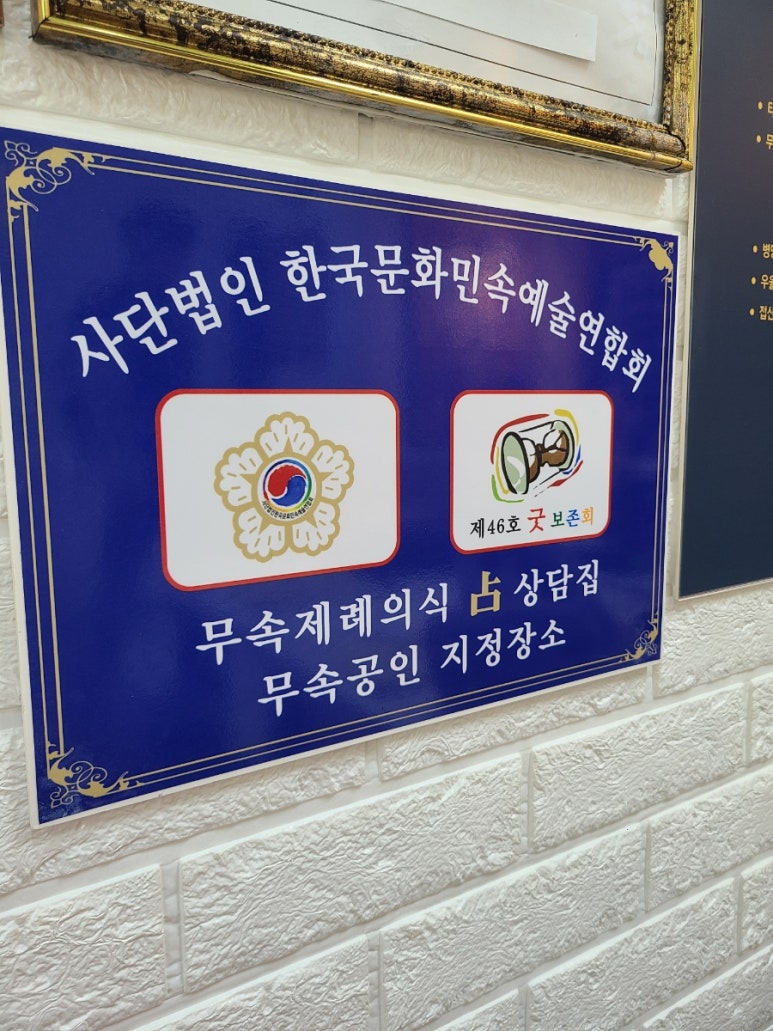 사단법인 한국문화민속예술연합회
제46호 굿 보존회
무속제례의식 占 상담집
무속공인 지정장소